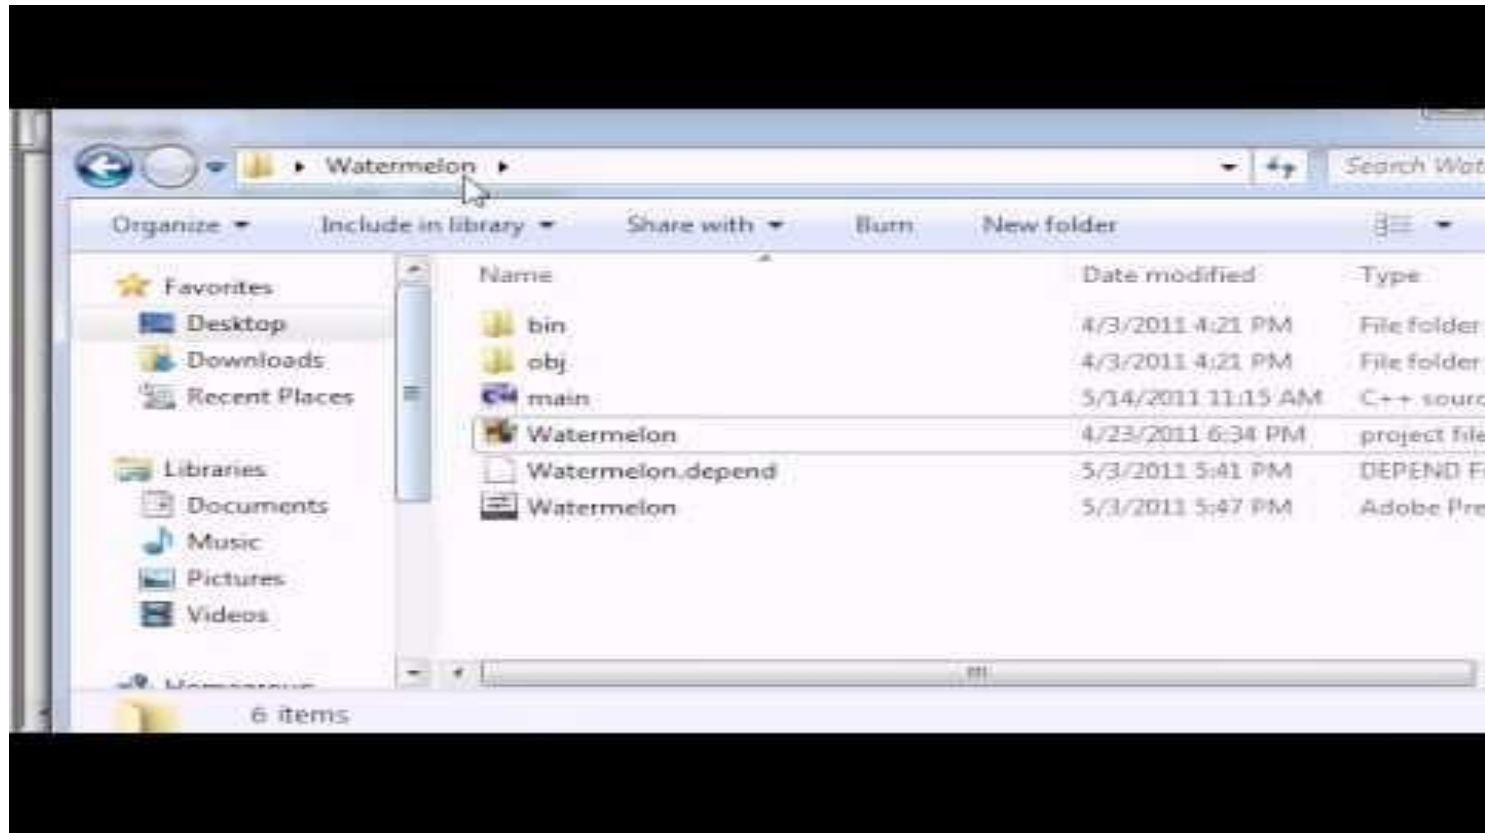 Watermelon
Search Wat
Organize Include in library Share with Burn New folder
Name Date modified Type
Favorites
Desktop
Downloads
Recent Places
Libraries
Documents
Music
Pictures
Videos
bin 4/3/2011 4:21 PM File folder
obj 4/3/2011 4:21 PM File folder
main 5/14/2011 11:15 AM C++ sourc
Watermelon 4/23/2011 6:34 PM project file
Watermelon.depend 5/3/2011 5:41 PM DEPEND F
Watermelon 5/3/2011 5:47 PM Adobe Pre
6 items